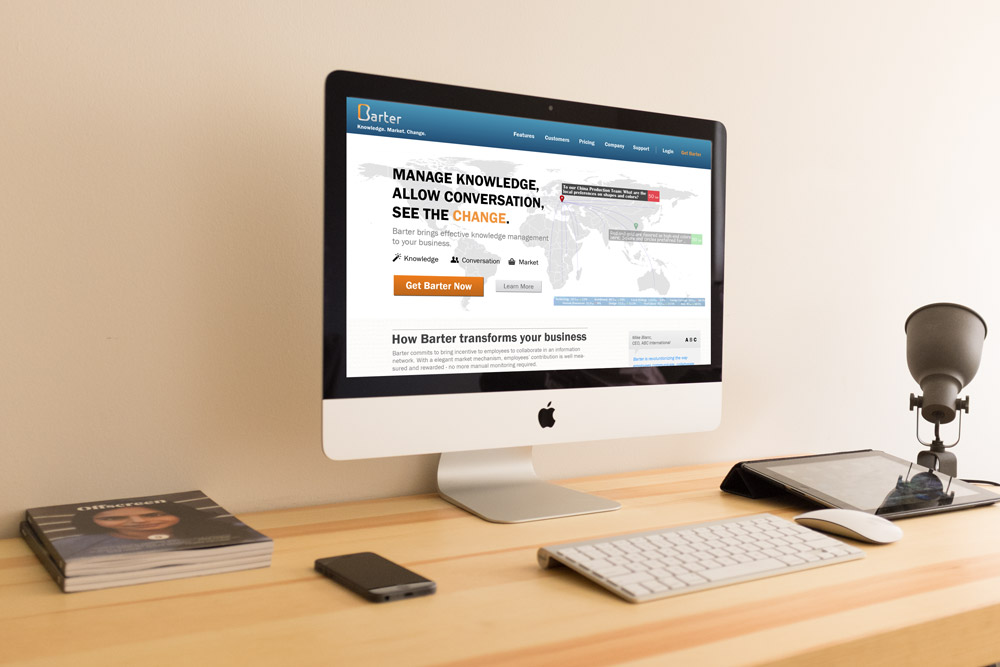 Barter
Knowledge. Market. Change.
Features
Customers
Pricing
Company
Support
Login
Get Barter
MANAGE KNOWLEDGE,
ALLOW CONVERSATION,
SEE THE CHANGE.
Barter brings effective knowledge management
to your business.
Knowledge
Conversation
Market
Get Barter Now
Learn More
To our China Production Team: What are the
local preferences on shapes and colors?
50
How Barter transforms your business
Barter commits to bring incentive to employees to collaborate in an information
network. With a elegant market mechanism, employees' contribution is well mea-
sured and rewarded - no more manual monitoring required.
Mike Blanc,
CEO, ABC International
ABC
Barter is revolutionizing the way
Offscreen